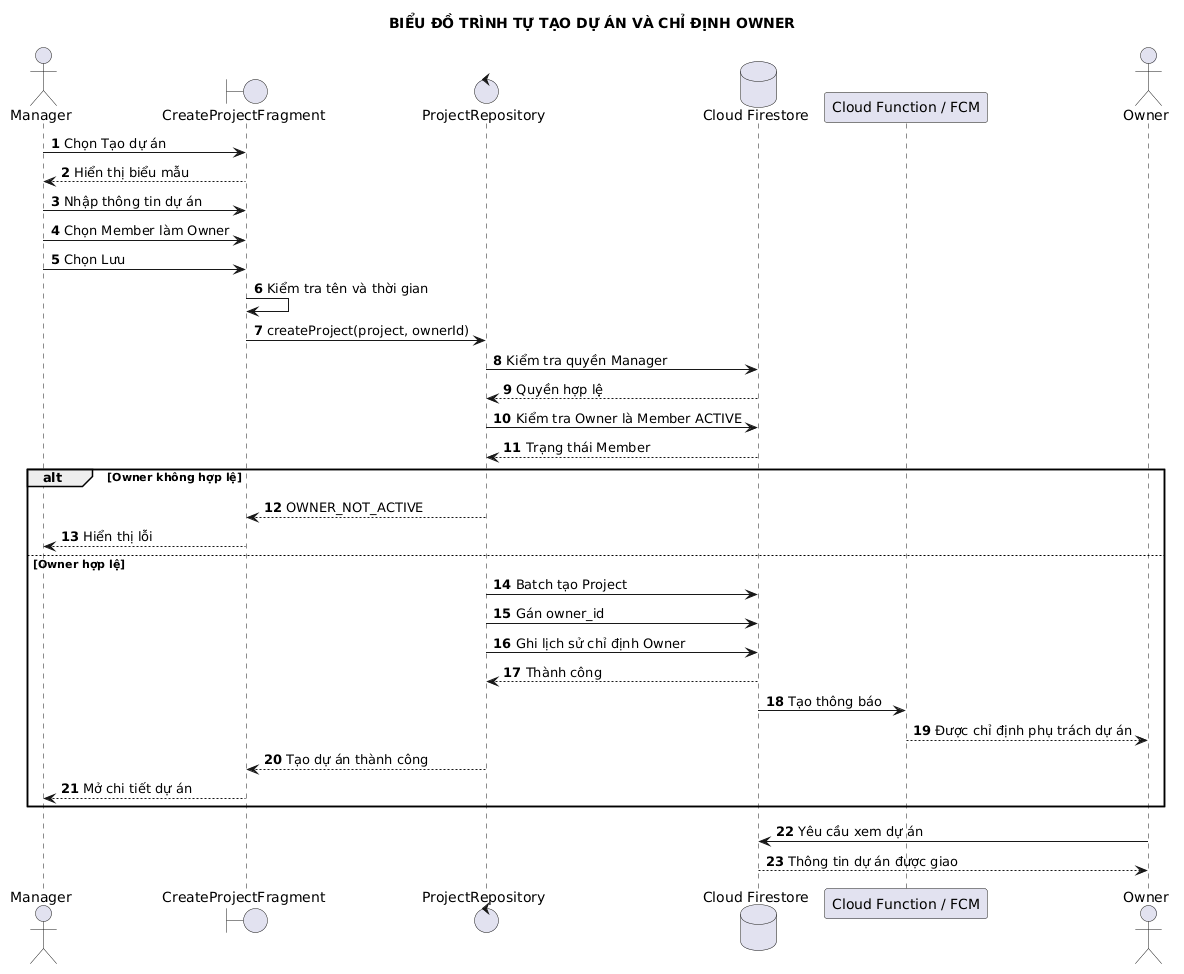 BIỂU ĐỒ TRÌNH TỰ TẠO DỰ ÁN VÀ CHỈ ĐỊNH OWNER
Manager
CreateProjectFragment
ProjectRepository
Cloud Firestore
Cloud Function / FCM
Owner
1 Chọn Tạo dự án
2 Hiển thị biểu mẫu
3 Nhập thông tin dự án
4 Chọn Member làm Owner
5 Chọn Lưu
6 Kiểm tra tên và thời gian
7 createProject(project, ownerId)
8 Kiểm tra quyền Manager
9 Quyền hợp lệ
10 Kiểm tra Owner là Member ACTIVE
11 Trạng thái Member
alt [Owner không hợp lệ]
12 OWNER_NOT_ACTIVE
13 Hiển thị lỗi
[Owner hợp lệ]
14 Batch tạo Project
15 Gán owner_id
16 Ghi lịch sử chỉ định Owner
17 Thành công
18 Tạo thông báo
19 Được chỉ định phụ trách dự án
20 Tạo dự án thành công
21 Mở chi tiết dự án
22 Yêu cầu xem dự án
23 Thông tin dự án được giao
Manager
CreateProjectFragment
ProjectRepository
Cloud Firestore
Cloud Function / FCM
Owner